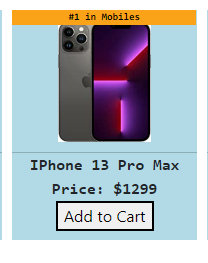 #1 in Mobiles
IPhone 13 Pro Max
Price: $1299
Add to Cart